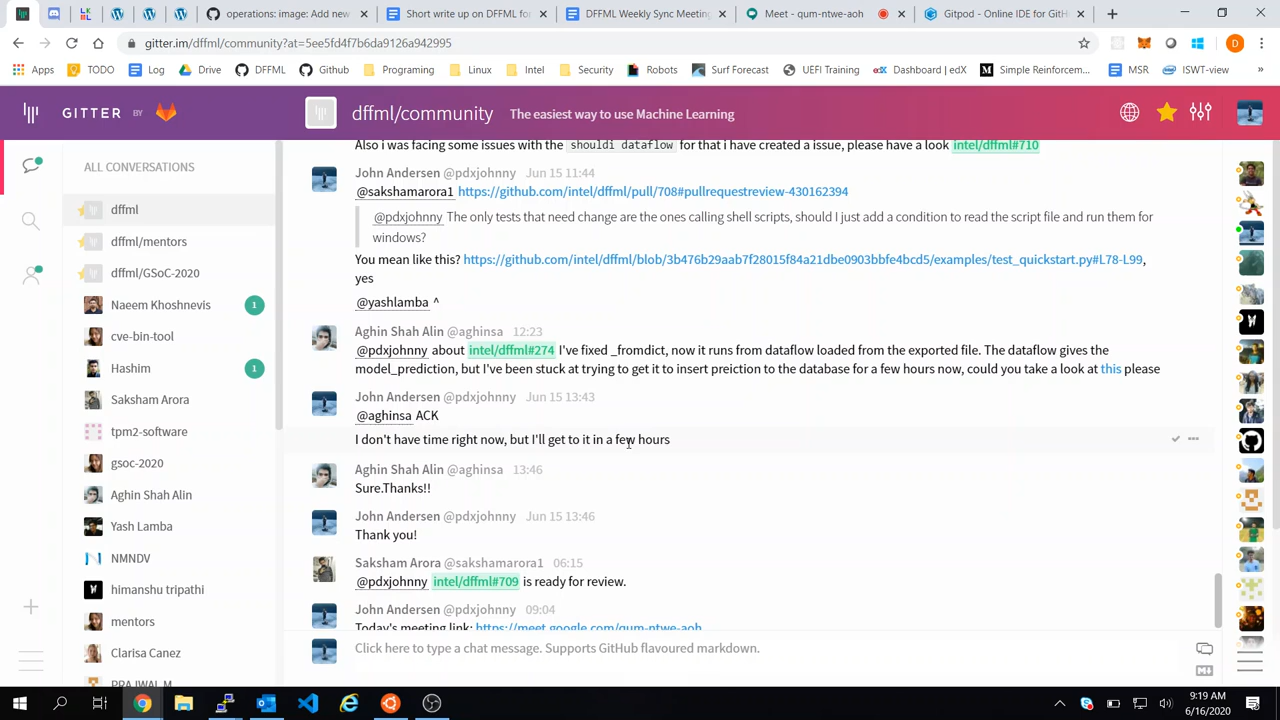 operations: image: Add new
Short write up DFFML fo
DFFML Weekly Sync Meeting
Meet - qum-ntwe-aoh
Gitpod - Online IDE for GitH
gitter.im/dffml/community?at=5ee5fd4f7b6da9126a942995
Apps
TODO
Log
Drive
DFFML
Github
Programming
Linux
Intel
Security
Robots
Surf Forecast
UEFI Training
Dashboard | edX
Simple Reinforcem...
MSR
ISWT-view
GITTER BY
dffml/community
The easiest way to use Machine Learning
ALL CONVERSATIONS
dffml
dffml/mentors
dffml/GSoC-2020
Naeem Khoshnevis 1
cve-bin-tool
Hashim 1
Saksham Arora
tpm2-software
gsoc-2020
Aghin Shah Alin
Yash Lamba
NMNDV
himanshu tripathi
mentors
Clarisa Canez
PRAJWAL M
Also i was facing some issues with the shouldi dataflow for that i have created a issue, please have a look intel/dffml#710
John Andersen @pdxjohnny Jun 15 11:44
@sakshamarora1 https://github.com/intel/dffml/pull/708#pullrequestreview-430162394
@pdxjohnny The only tests that need change are the ones calling shell scripts, should I just add a condition to read the script file and run them for
windows?
You mean like this? https://github.com/intel/dffml/blob/3b476b29aab7f28015f84a21dbe0903bbfe4bcd5/examples/test_quickstart.py#L78-L99,
yes
@yashlamba ^
Aghin Shah Alin @aghinsa 12:23
@pdxjohnny about intel/dffml#274 I've fixed _fromdict, now it runs from dataflow loaded from the exported file. The dataflow gives the
model_prediction, but I've been stuck at trying to get it to insert preiction to the database for a few hours now, could you take a look at this please
John Andersen @pdxjohnny Jun 15 13:43
@aghinsa ACK
I don't have time right now, but I'll get to it in a few hours
Aghin Shah Alin @aghinsa 13:46
Sure.Thanks!!
John Andersen @pdxjohnny Jun 15 13:46
Thank you!
Saksham Arora @sakshamarora1 06:15
@pdxjohnny intel/dffml#709 is ready for review.
John Andersen @pdxjohnny 09:04
Today's meeting link: https://meet.google.com/qum-ntwe-aoh
Click here to type a chat message. Supports GitHub flavoured markdown.
9:19 AM
6/16/2020